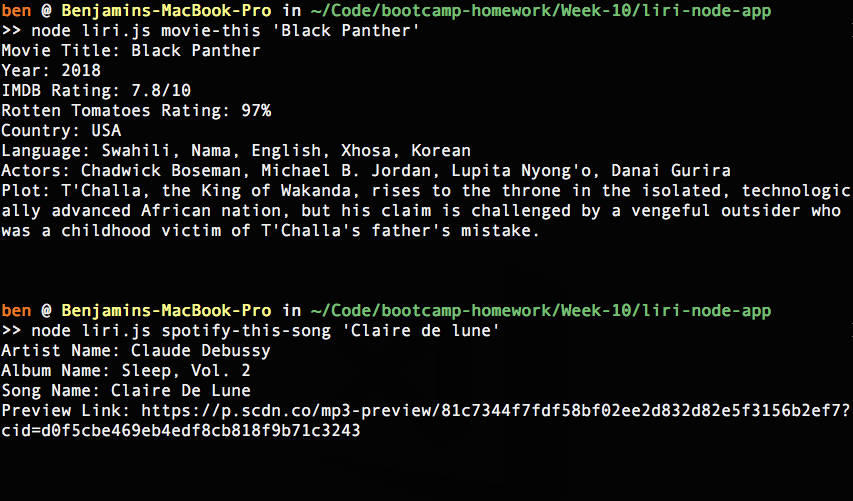 ben @ Benjamins-MacBook-Pro in ~/Code/bootcamp-homework/Week-10/liri-node-app
>> node liri.js movie-this 'Black Panther'
Movie Title: Black Panther
Year: 2018
IMDB Rating: 7.8/10
Rotten Tomatoes Rating: 97%
Country: USA
Language: Swahili, Nama, English, Xhosa, Korean
Actors: Chadwick Boseman, Michael B. Jordan, Lupita Nyong'o, Danai Gurira
Plot: T'Challa, the King of Wakanda, rises to the throne in the isolated, technologic
ally advanced African nation, but his claim is challenged by a vengeful outsider who
was a childhood victim of T'Challa's father's mistake.
ben @ Benjamins-MacBook-Pro in ~/Code/bootcamp-homework/Week-10/liri-node-app
>> node liri.js spotify-this-song 'Claire de lune'
Artist Name: Claude Debussy
Album Name: Sleep, Vol. 2
Song Name: Claire De Lune
Preview Link: https://p.scdn.co/mp3-preview/81c7344f7fdf58bf02ee2d832d82e5f3156b2ef7?
cid=d0f5cbe469eb4edf8cb818f9b71c3243